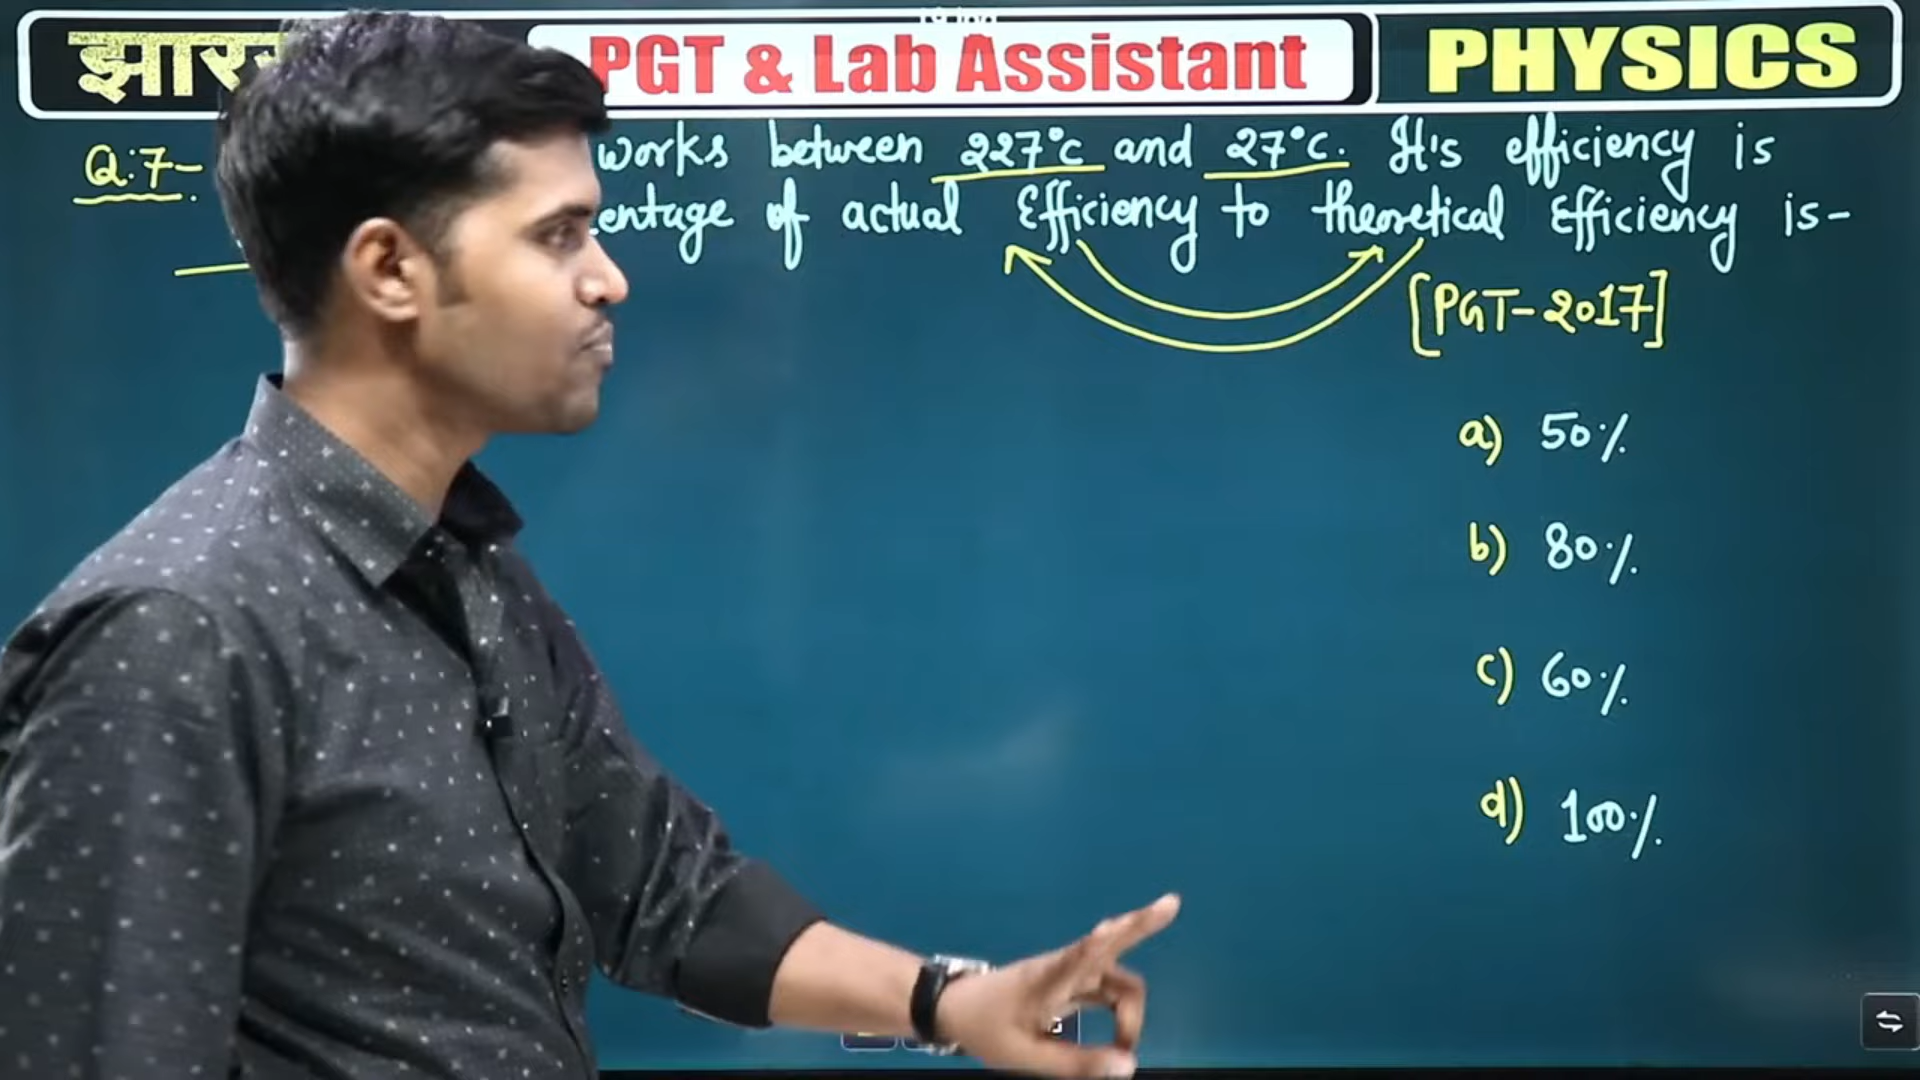 PGT & Lab Assistant
PHYSICS
Q:7- works between 227°C and 27°C. It's efficiency is
of actual Efficiency to theoretical Efficiency is-
[PGT-2017]
a) 50%
b) 80%
c) 60%
d) 100%